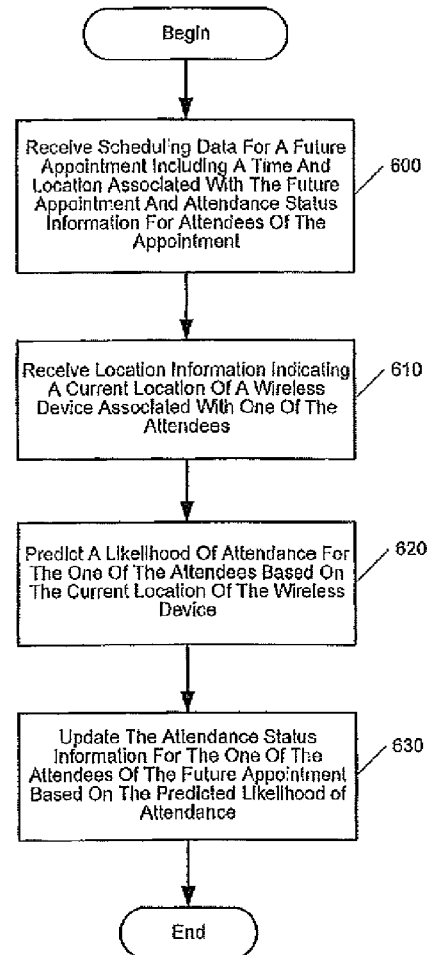 Begin
Receive Scheduling Data For A Future
Appointment Including A Time And
Location Associated With The Future
Appointment And Attendance Status
Information For Attendees Of The
Appointment
600
Receive Location Information Indicating
A Current Location Of A Wireless
Device Associated With One Of The
Attendees
610
Predict A Likelihood Of Attendance For
The One Of The Attendees Based On
The Current Location Of The Wireless
Device
620
Update The Attendance Status
Information For The One Of The
Attendees Of The Future Appointment
Based On The Predicted Likelihood of
Attendance
630
End